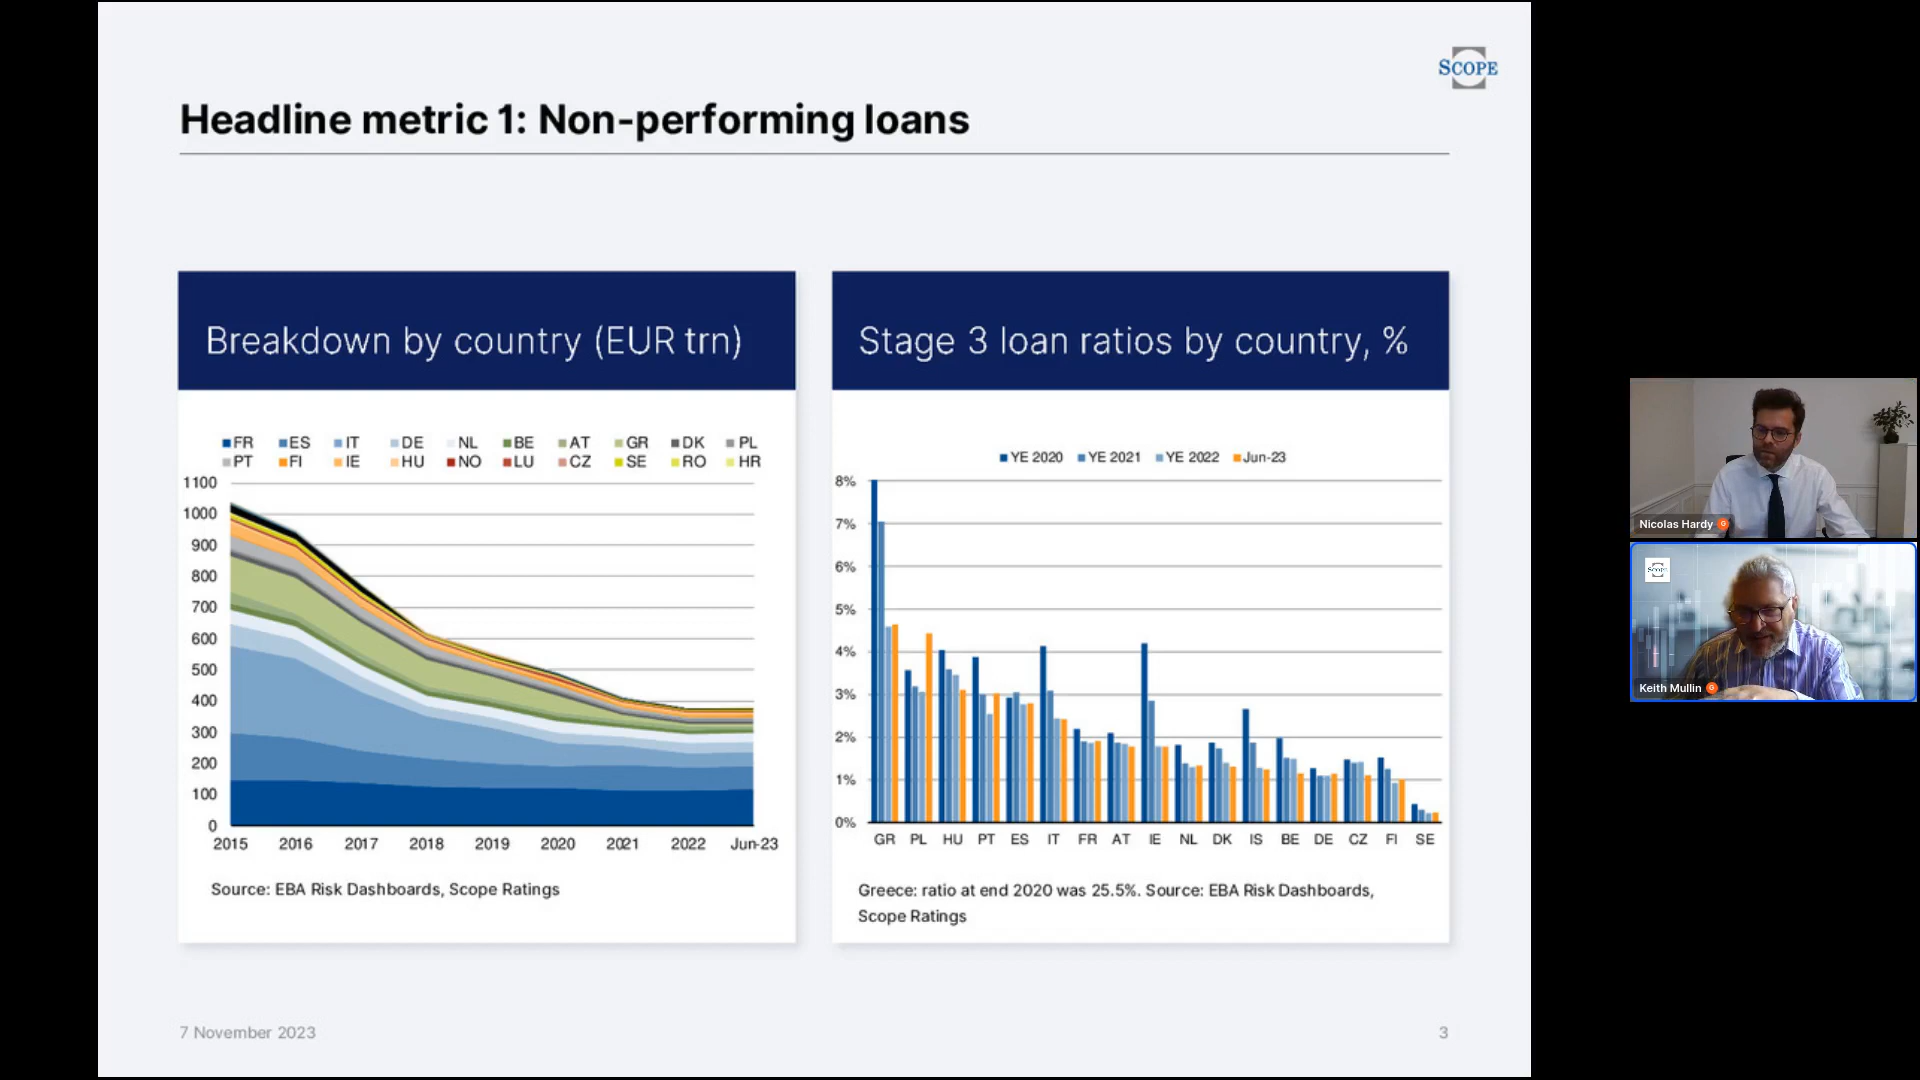 SCOPE
Headline metric 1: Non-performing loans
Breakdown by country (EUR trn)
FR ES IT DE NL BE AT GR DK PL
PT FI IE HU NO LU CZ SE RO HR
1100
1000
900
800
700
600
500
400
300
200
100
0
2015 2016 2017 2018 2019 2020 2021 2022 Jun-23
Source: EBA Risk Dashboards, Scope Ratings
Stage 3 loan ratios by country, %
YE 2020 YE 2021 YE 2022 Jun-23
8%
7%
6%
5%
4%
3%
2%
1%
0%
GR PL HU PT ES IT FR AT IE NL DK IS BE DE CZ FI SE
Greece: ratio at end 2020 was 25.5%. Source: EBA Risk Dashboards,
Scope Ratings
7 November 2023
3
Nicolas Hardy
SCOPE
Keith Mullin